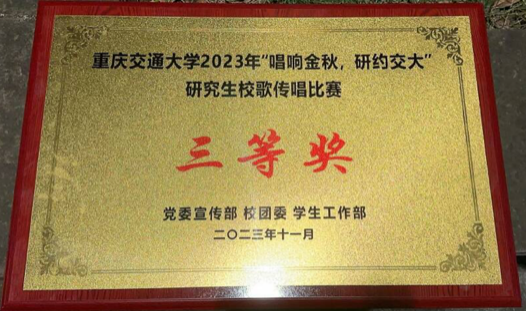 重庆交通大学2023年“唱响金秋，研约交大”
研究生校歌传唱比赛
三等奖
党委宣传部 校团委 学生工作部
二〇二三年十一月